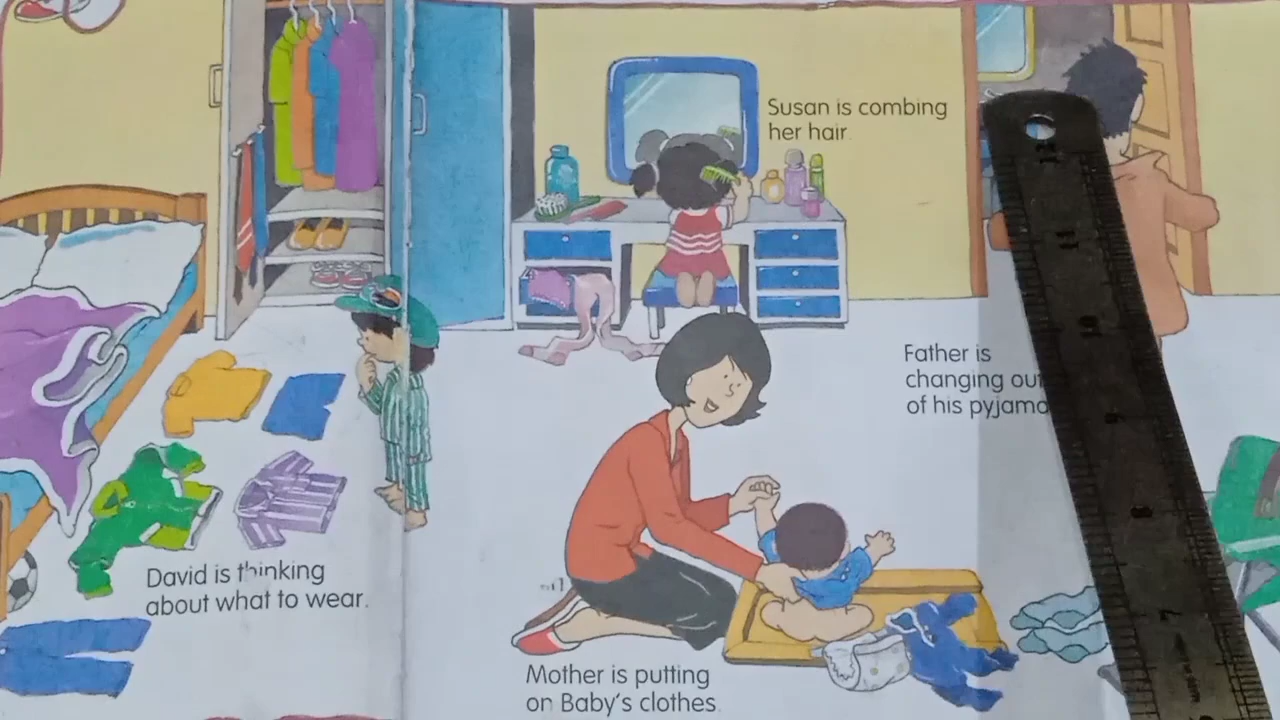 Susan is combing
her hair.
Father is
changing out
of his
David is thinking
about what to wear.
Mother is putting
on Baby's clothes.